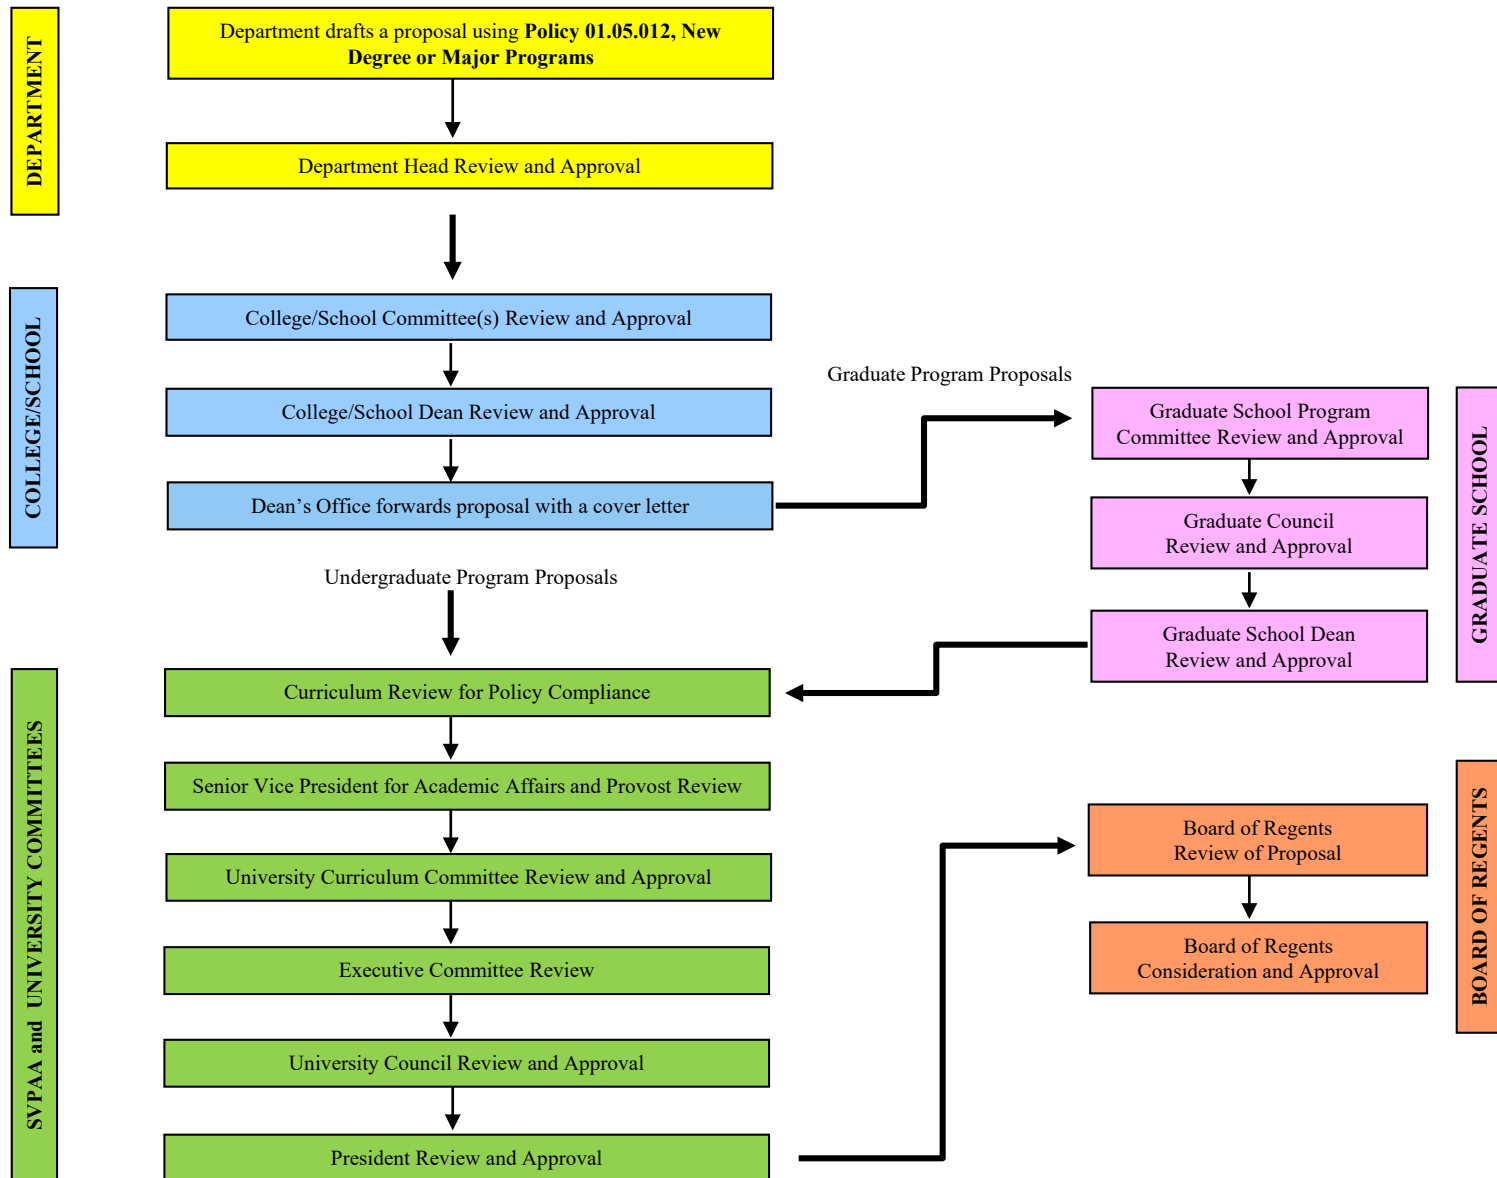 DEPARTMENT
Department drafts a proposal using Policy 01.05.012, New
Degree or Major Programs
Department Head Review and Approval
COLLEGE/SCHOOL
College/School Committee(s) Review and Approval
College/School Dean Review and Approval
Dean’s Office forwards proposal with a cover letter
Graduate Program Proposals
Graduate School Program
Committee Review and Approval
Graduate Council
Review and Approval
Graduate School Dean
Review and Approval
GRADUATE SCHOOL
Undergraduate Program Proposals
SVPAA and UNIVERSITY COMMITTEES
Curriculum Review for Policy Compliance
Senior Vice President for Academic Affairs and Provost Review
University Curriculum Committee Review and Approval
Executive Committee Review
University Council Review and Approval
President Review and Approval
Board of Regents
Review of Proposal
Board of Regents
Consideration and Approval
BOARD OF REGENTS